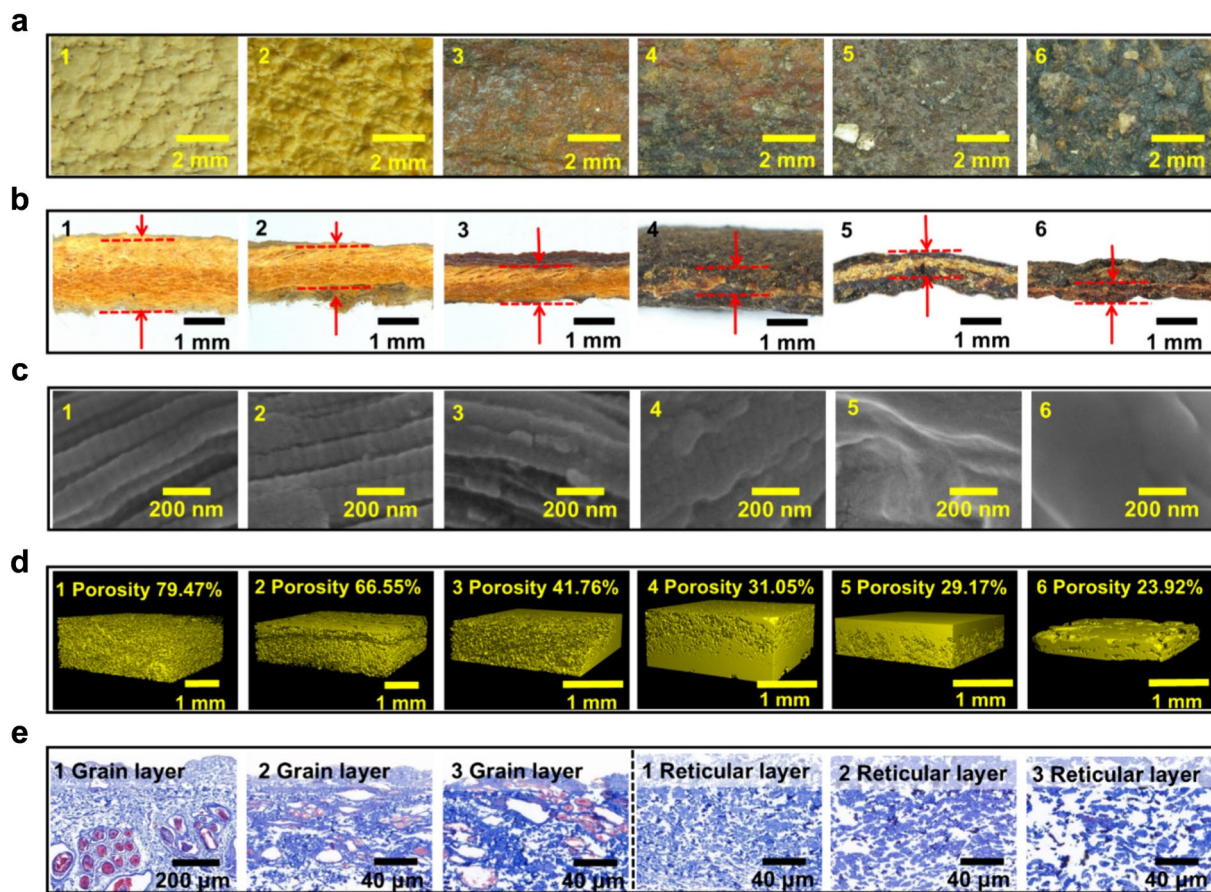 a
1 2 3 4 5 6
2 mm 2 mm 2 mm 2 mm 2 mm 2 mm
b
1 2 3 4 5 6
1 mm 1 mm 1 mm 1 mm 1 mm 1 mm
c
1 2 3 4 5 6
200 nm 200 nm 200 nm 200 nm 200 nm 200 nm
d
1 Porosity 79.47% 2 Porosity 66.55% 3 Porosity 41.76% 4 Porosity 31.05% 5 Porosity 29.17% 6 Porosity 23.92%
1 mm 1 mm 1 mm 1 mm 1 mm 1 mm
e
1 Grain layer 2 Grain layer 3 Grain layer 1 Reticular layer 2 Reticular layer 3 Reticular layer
200 μm 40 μm 40 μm 40 μm 40 μm 40 μm